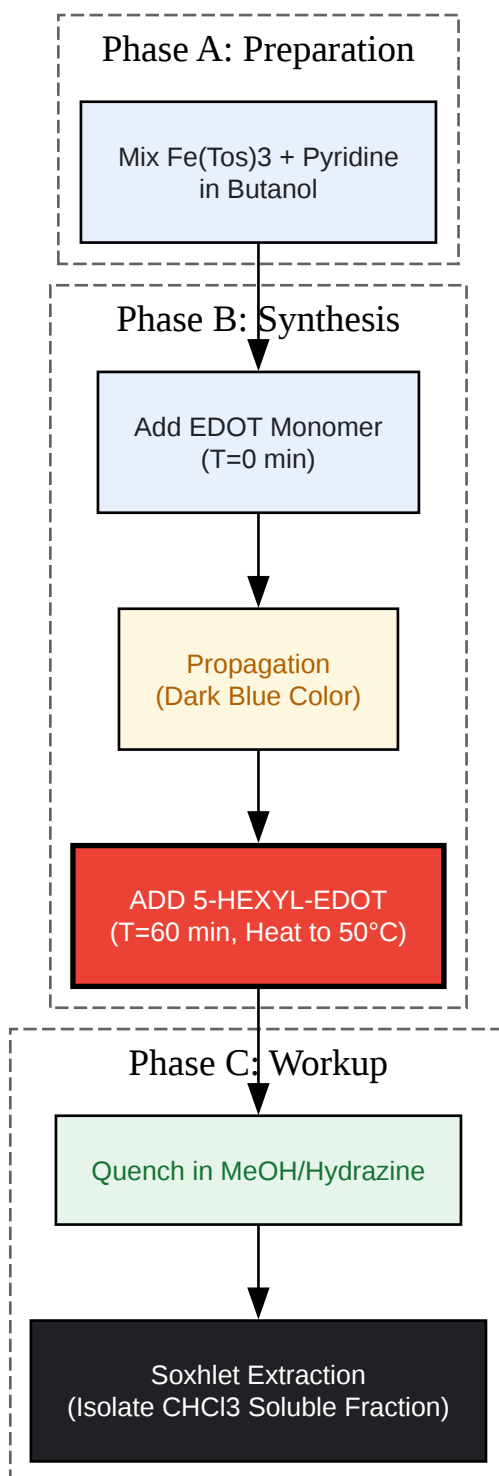 Phase A: Preparation
Mix Fe(Tos)3 + Pyridine
in Butanol
Phase B: Synthesis
Add EDOT Monomer
(T=0 min)
Propagation
(Dark Blue Color)
ADD 5-HEXYL-EDOT
(T=60 min, Heat to 50°C)
Phase C: Workup
Quench in MeOH/Hydrazine
Soxhlet Extraction
(Isolate CHCl3 Soluble Fraction)